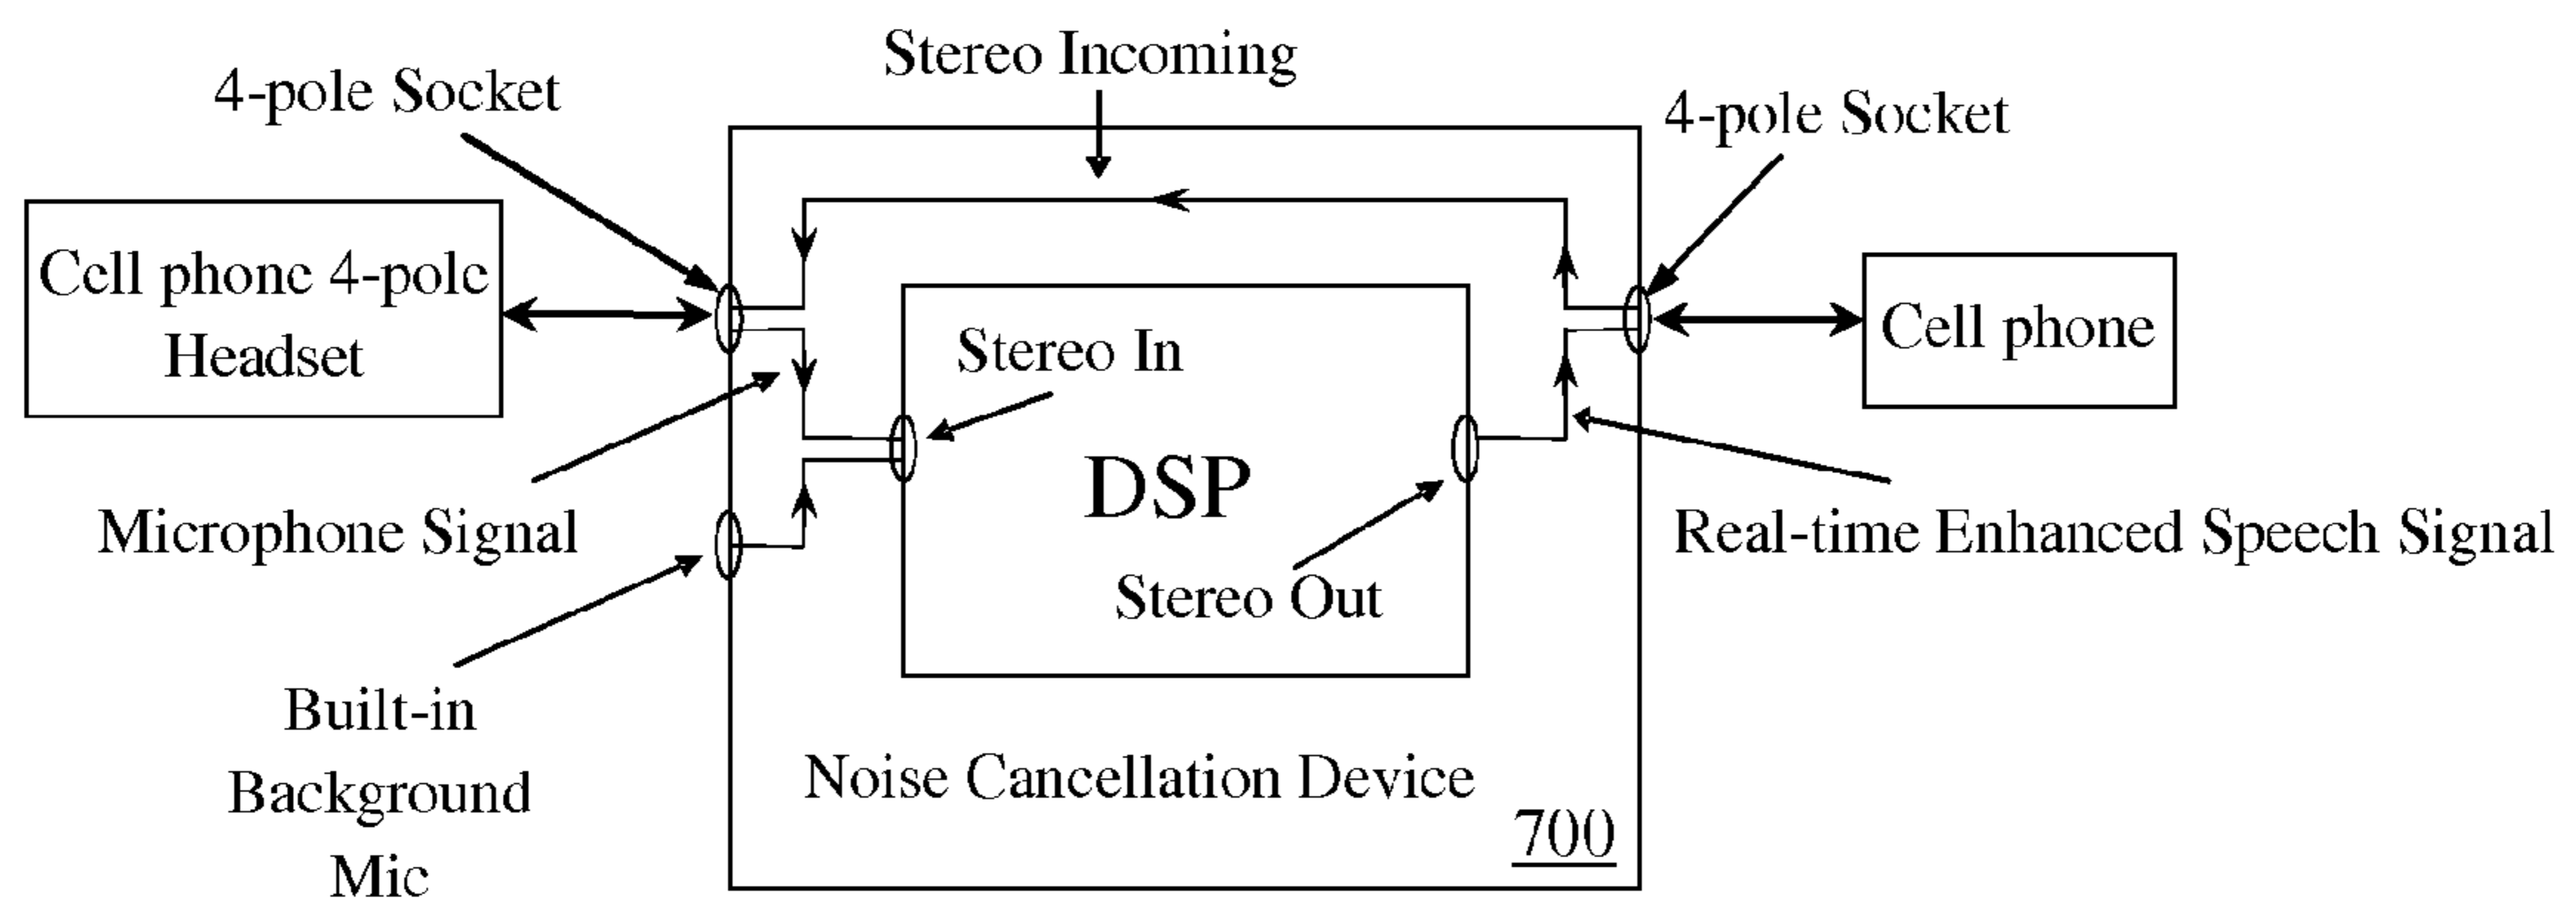 Stereo Incoming
4-pole Socket
4-pole Socket
Cell phone 4-pole
Headset
Cell phone
Stereo In
DSP
Microphone Signal
Real-time Enhanced Speech Signal
Stereo Out
Built-in
Background
Mic
Noise Cancellation Device
700